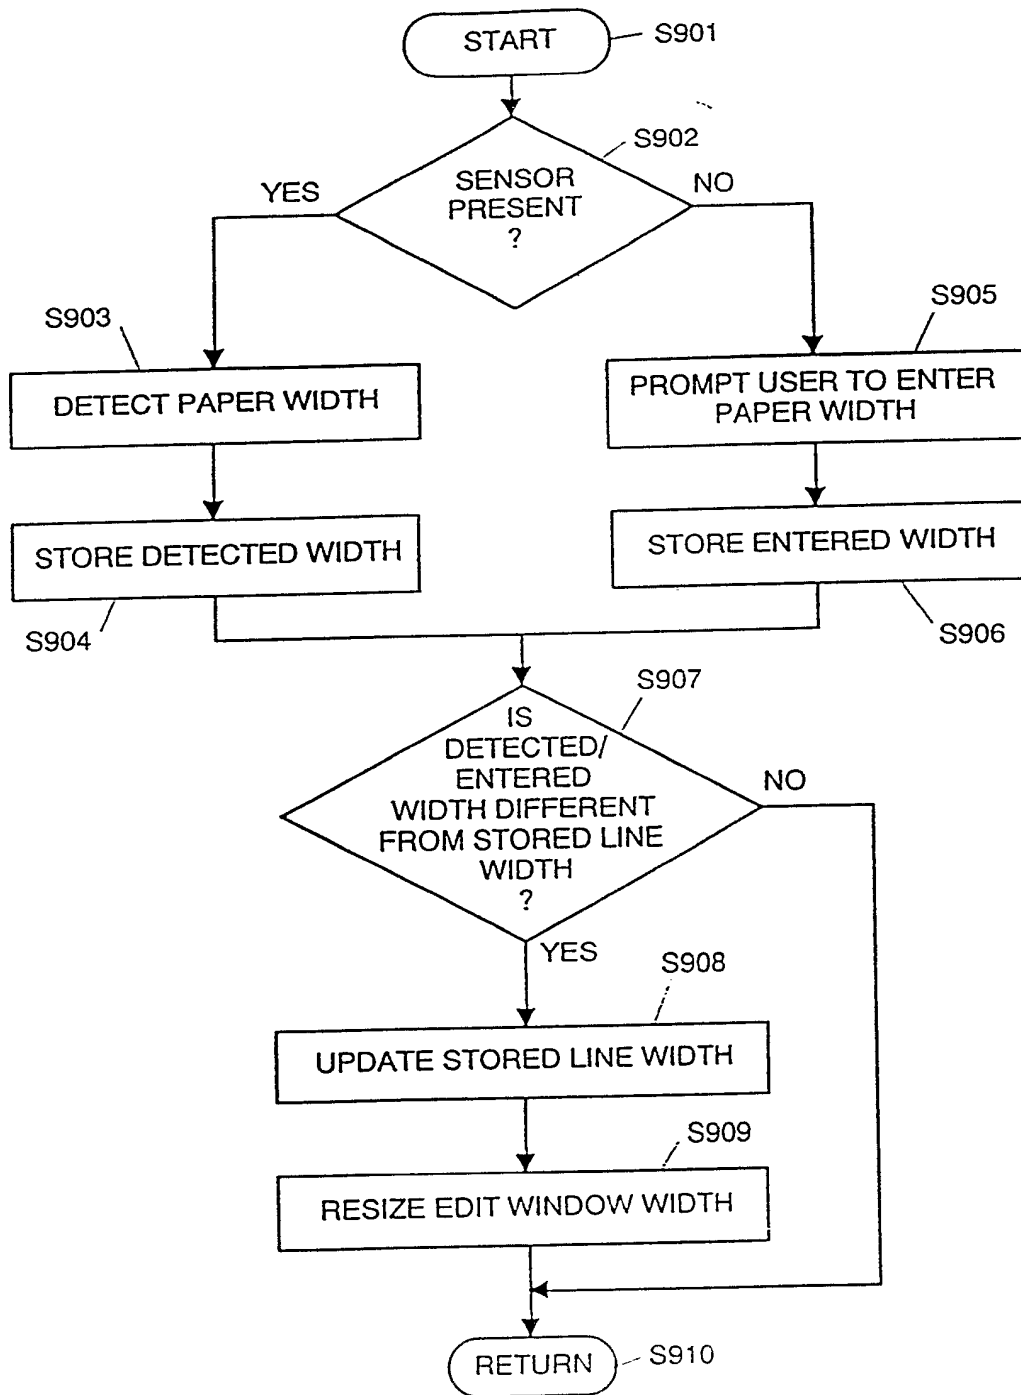 START
S901
S902
SENSOR
PRESENT
?
YES
NO
S903
S905
DETECT PAPER WIDTH
PROMPT USER TO ENTER
PAPER WIDTH
STORE DETECTED WIDTH
STORE ENTERED WIDTH
S904
S906
S907
IS
DETECTED/
ENTERED
WIDTH DIFFERENT
FROM STORED LINE
WIDTH
?
NO
YES
S908
UPDATE STORED LINE WIDTH
S909
RESIZE EDIT WINDOW WIDTH
RETURN
S910